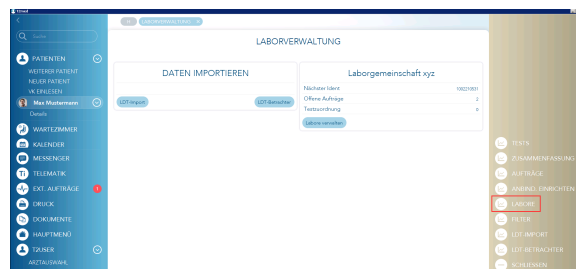 t2med
LABORVERWALTUNG ×
Suche
LABORVERWALTUNG
PATIENTEN
WEITERER PATIENT
NEUER PATIENT
VK EINLESEN
Max Mustermann
Details
WARTEZIMMER
KALENDER
MESSENGER
TI TELEMATIK
EXT. AUFTRÄGE !
DRUCK
DOKUMENTE
HAUPTMENÜ
T2USER
ARZTAUSWAHL
DATEN IMPORTIEREN
LDT-Import
LDT-Betrachter
Laborgemeinschaft xyz
Nächster Ident
Offene Aufträge 2
Testzuordnung 0
Labore verwalten
TESTS
ZUSAMMENFASSUNG
AUFTRÄGE
ANBIND. EINRICHTEN
LABORE
FILTER
LDT-IMPORT
LDT-BETRACHTER
SCHLIESSEN